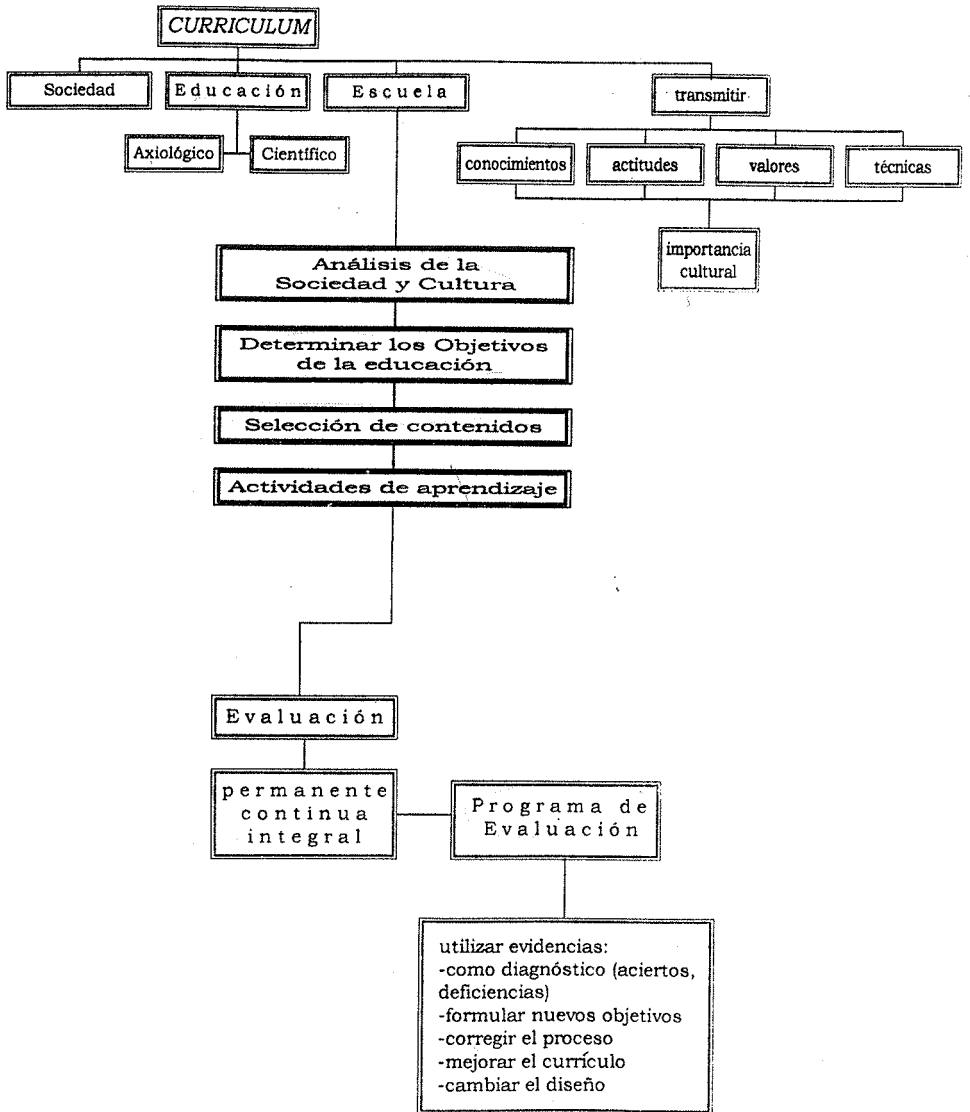 CURRICULUM
Sociedad
Educación
Escuela
transmitir
Axiológico
Científico
conocimientos
actitudes
valores
técnicas
importancia
cultural
Análisis de la
Sociedad y Cultura
Determinar los Objetivos
de la educación
Selección de contenidos
Actividades de aprendizaje
Evaluación
permanente
continua
integral
Programa de
Evaluación
utilizar evidencias:
-como diagnóstico (aciertos,
deficiencias)
-formular nuevos objetivos
-corregir el proceso
-mejorar el currículo
-cambiar el diseño